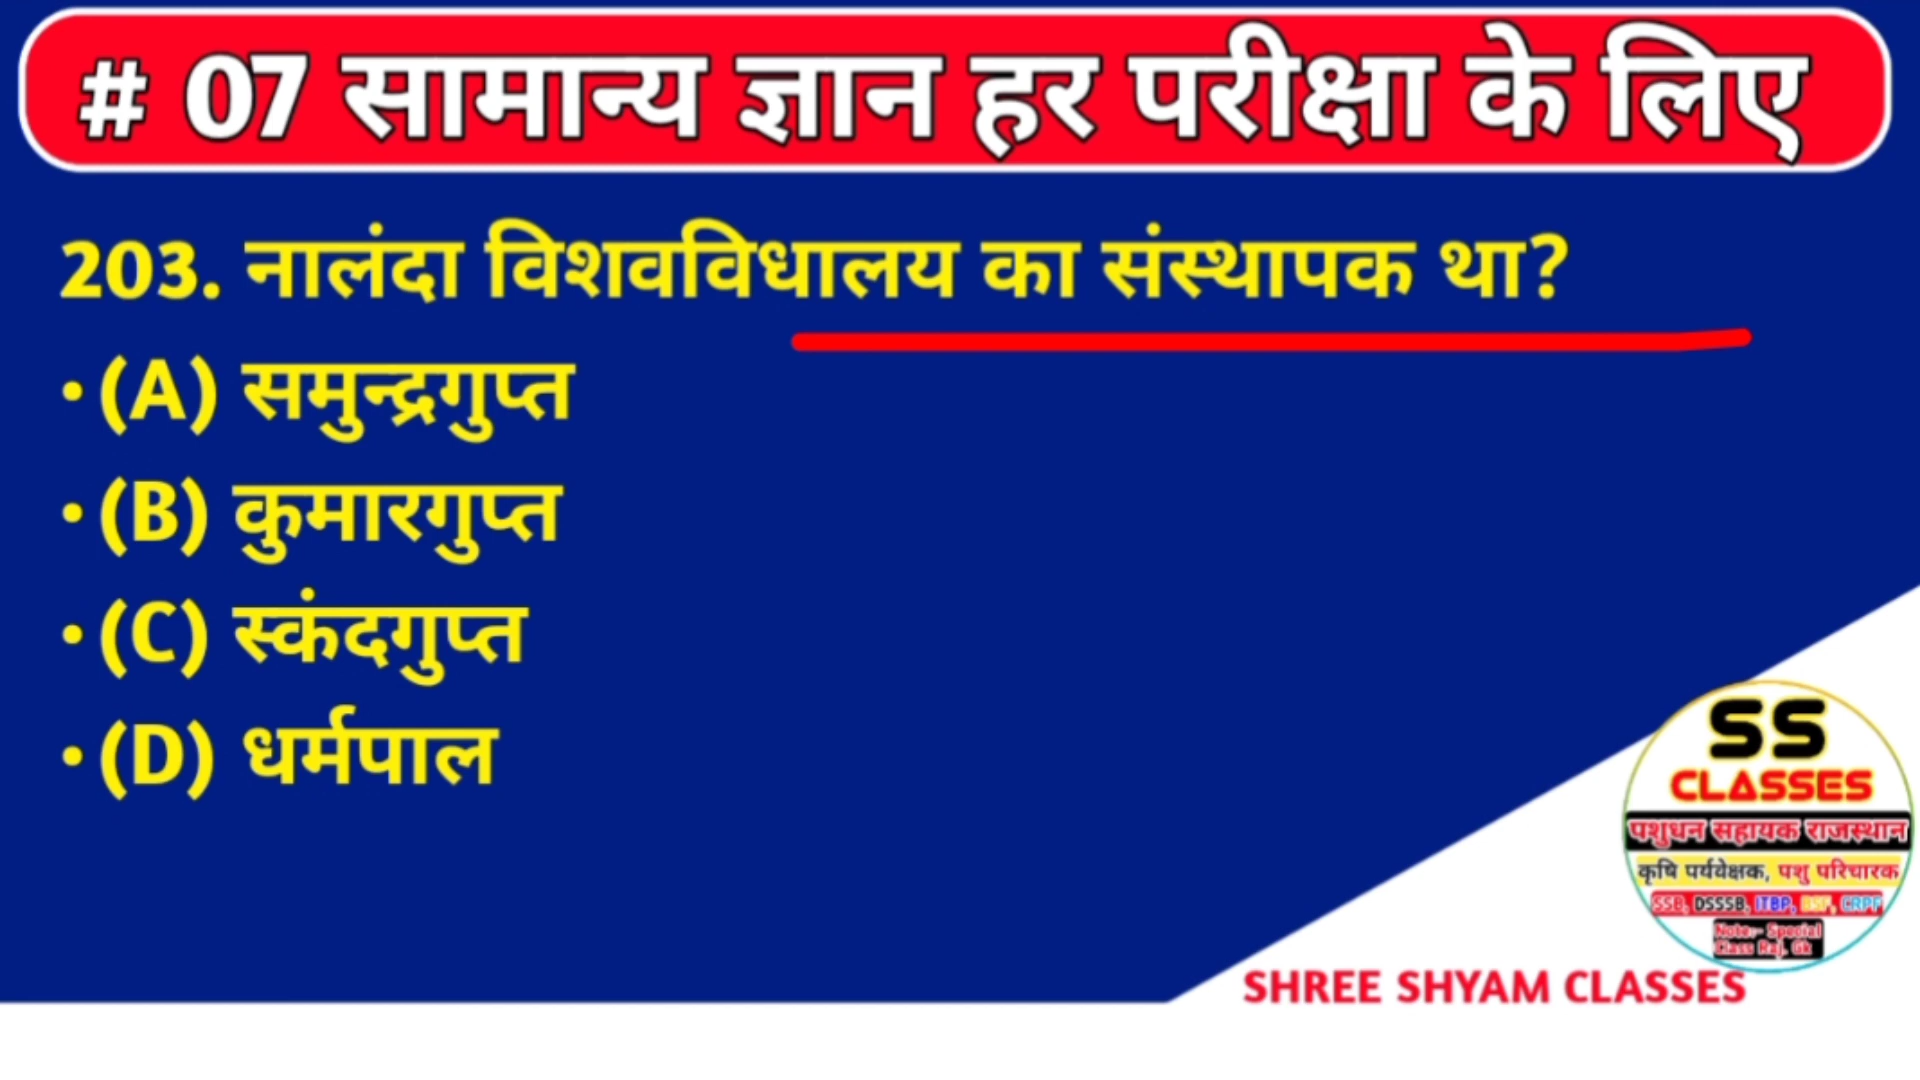 # 07 सामान्य ज्ञान हर परीक्षा के लिए
203. नालंदा विशवविधालय का संस्थापक था?
• (A) समुन्द्रगुप्त
• (B) कुमारगुप्त
• (C) स्कंदगुप्त
• (D) धर्मपाल
SS
CLASSES
पशुधन सहायक राजस्थान
कृषि पर्यवेक्षक, पशु परिचारक
SSB, DSSSB, ITBP, BSF, CRPF
Note:- Special
Class Raj. Gk
SHREE SHYAM CLASSES